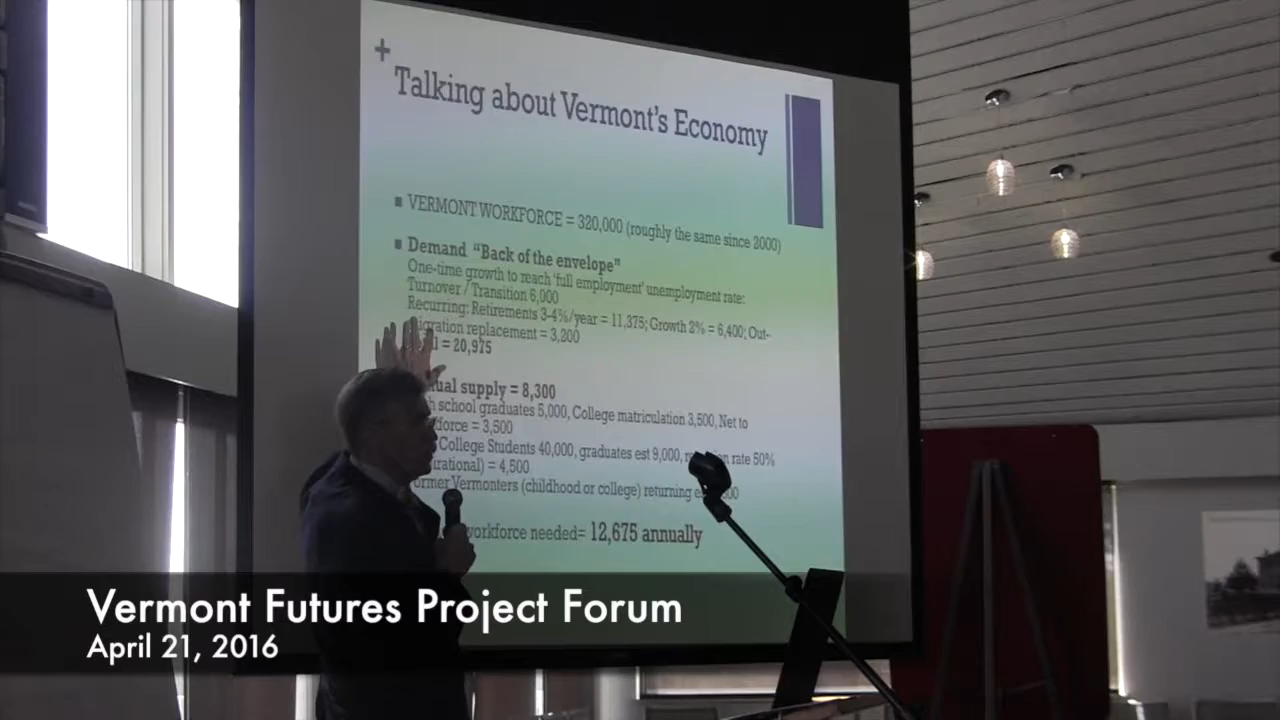 +
Talking about Vermont's Economy
VERMONT WORKFORCE = 320,000 (roughly the same since 2000)
Demand "Back of the envelope"
One-time growth to reach 'full employment' unemployment rate:
Turnover / Transition 6,000
Recurring: Retirements 3-4%/year = 11,375; Growth 2% = 6,400; Out-
migration replacement = 3,200
= 20,975
supply = 8,300
school graduates 5,000, College matriculation 3,500, Net to
= 3,500
College Students 40,000, graduates est 9,000, rate 50%
= 4,500
Vermonters (childhood or college) returning
workforce needed= 12,675 annually
Vermont Futures Project Forum
April 21, 2016